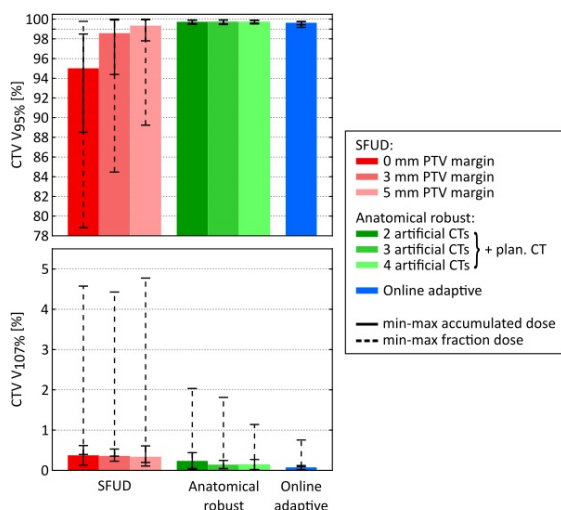 CTV V95% [%]
100
98
96
94
92
90
88
86
84
82
80
78
SFUD:
0 mm PTV margin
3 mm PTV margin
5 mm PTV margin
Anatomical robust:
2 artificial CTs
3 artificial CTs } + plan. CT
4 artificial CTs
Online adaptive
min-max accumulated dose
min-max fraction dose
CTV V107% [%]
5
4
3
2
1
0
SFUD
Anatomical robust
Online adaptive